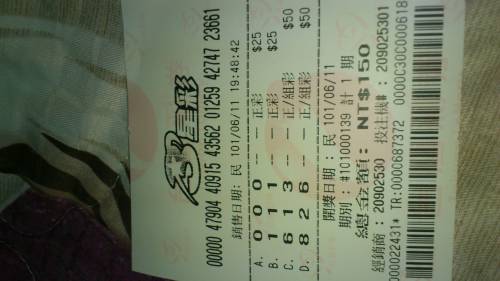 3星彩
00000 47904 40915 43562 01259 42747 23661
銷售日期: 民 101/06/11 19:48:42
A. 0 0 0 -- -- 正彩 $25
B. 1 1 1 -- -- 正彩 $25
C. 6 1 3 -- -- 正/組彩 $50
D. 8 2 6 -- -- 正/組彩 $50
開獎日期: 民 101/06/11
期別: #101000139 計 1 期
總金額: NT$150
經銷商: 20902530 投注機#: 209025301
000022431* TR:0000687372 0000C30C0000618